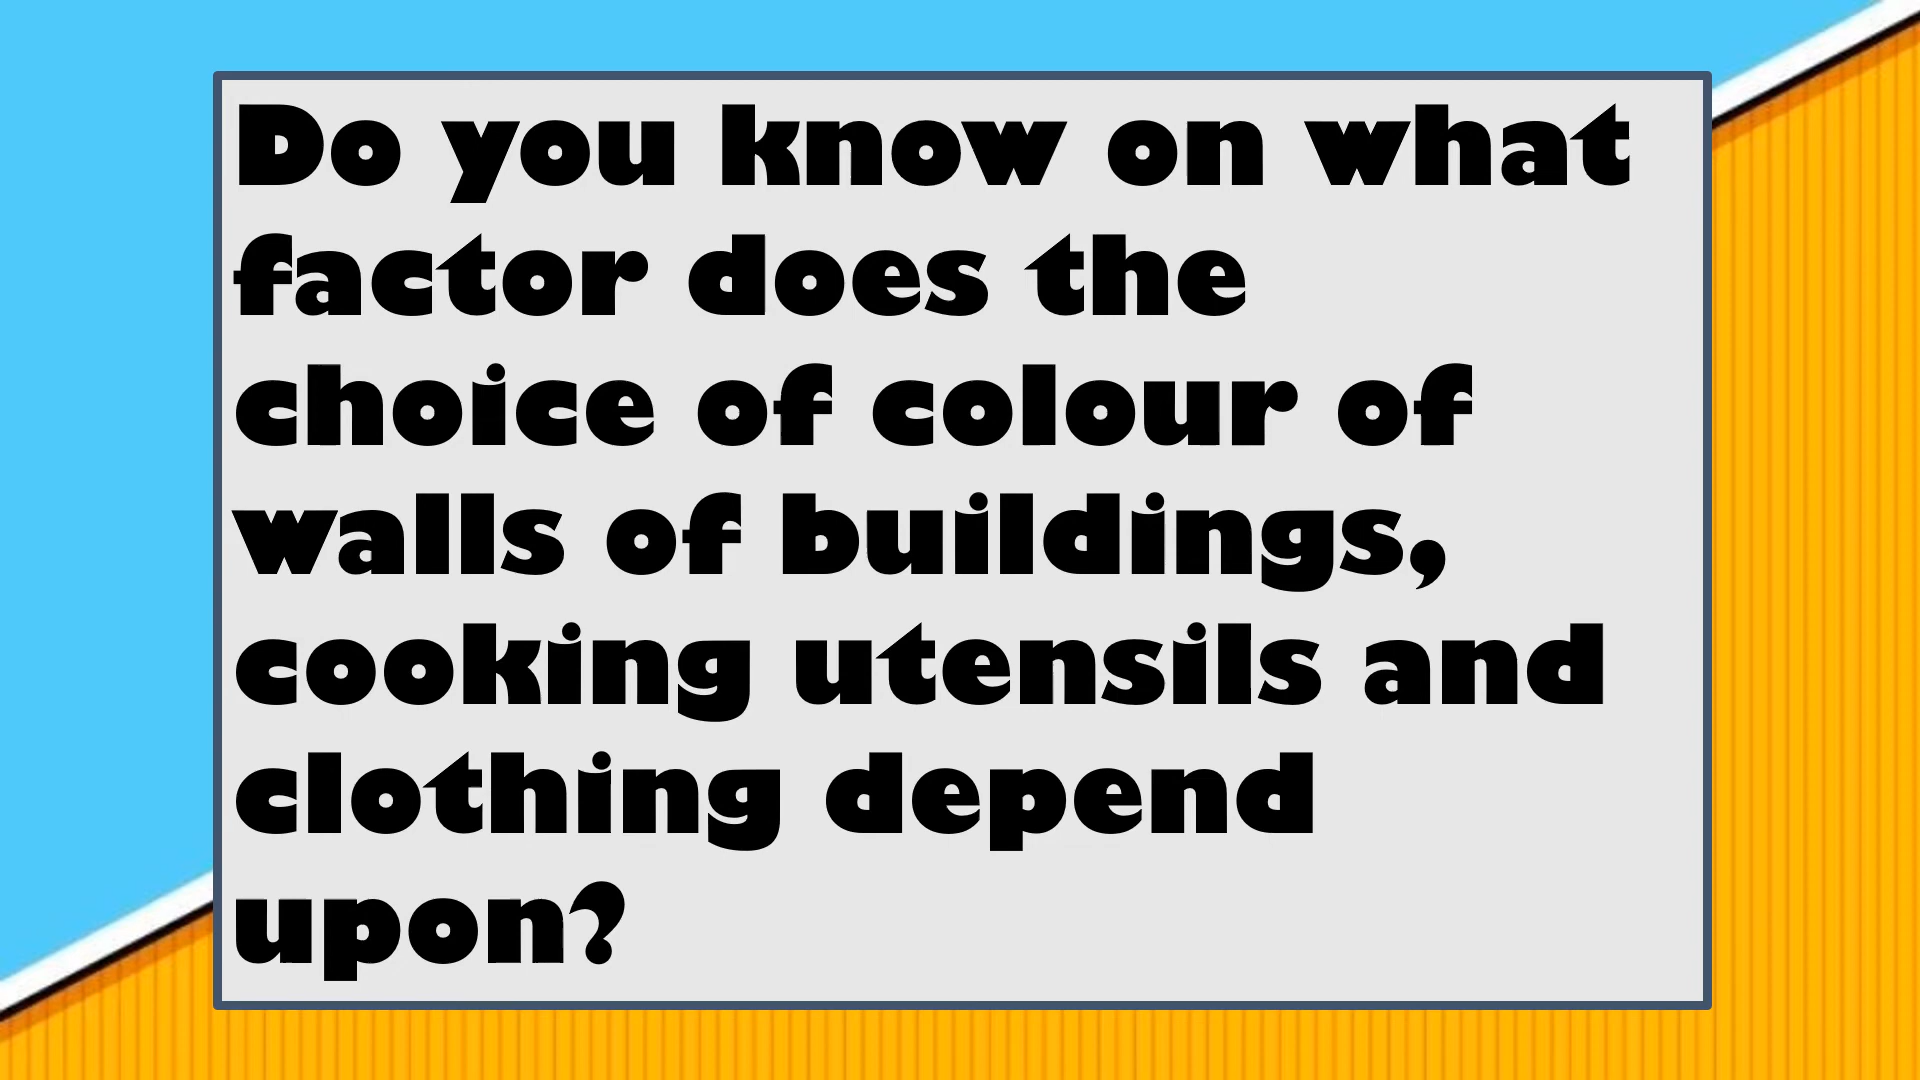 Do you know on what
factor does the
choice of colour of
walls of buildings,
cooking utensils and
clothing depend
upon?